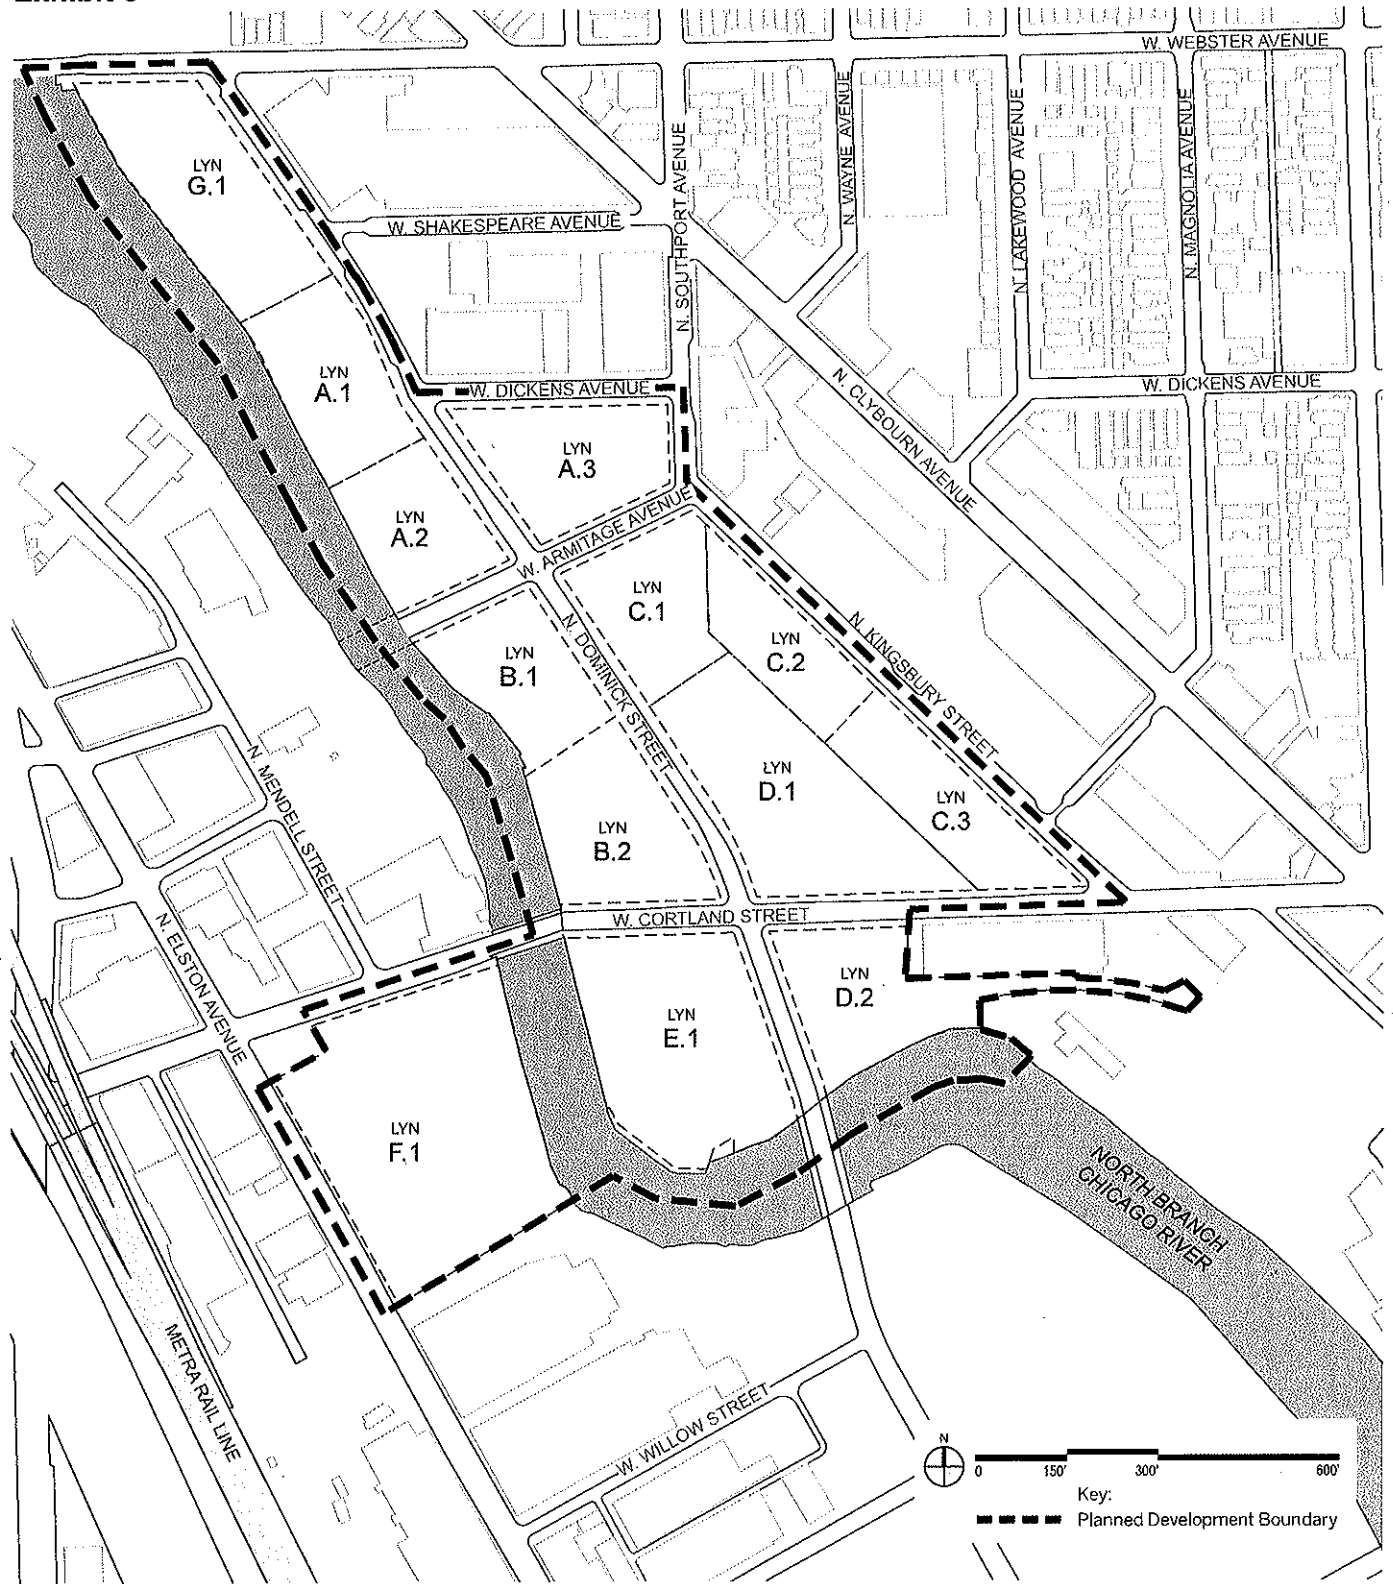 W. WEBSTER AVENUE
LYN
G.1
W. SHAKESPEARE AVENUE
N. SOUTHPORT AVENUE
N. WAYNE AVENUE
N. LAKEWOOD AVENUE
N. MAGNOLIA AVENUE
LYN
A.1
W. DICKENS AVENUE
W. DICKENS AVENUE
N. CLYBOURN AVENUE
LYN
A.3
LYN
A.2
W. ARMITAGE AVENUE
LYN
C.1
LYN
C.2
N. KINGSBURY STREET
LYN
B.1
N. DOMINICK STREET
LYN
D.1
LYN
C.3
LYN
B.2
N. MENDELL STREET
W. CORTLAND STREET
N. ELSTON AVENUE
LYN
D.2
LYN
E.1
LYN
F.1
NORTH BRANCH
CHICAGO RIVER
METRA RAIL LINE
W. WILLOW STREET
N
0 150' 300' 600'
Key:
Planned Development Boundary